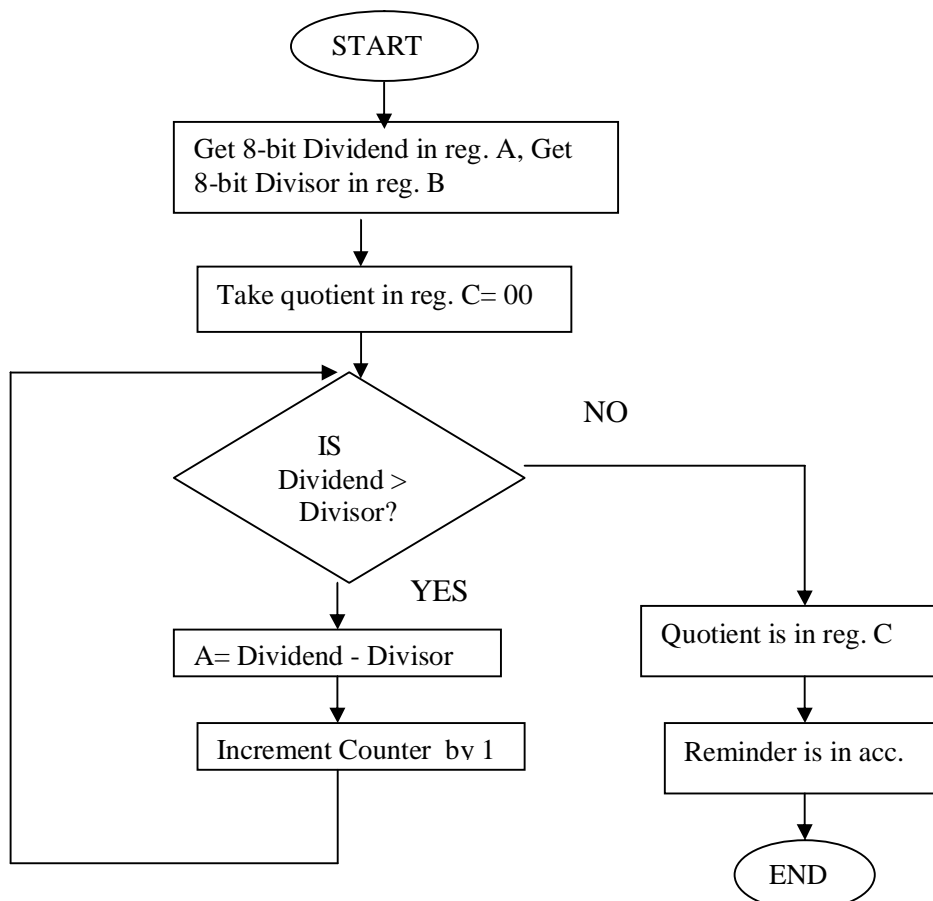 START
Get 8-bit Dividend in reg. A, Get
8-bit Divisor in reg. B
Take quotient in reg. C= 00
NO
IS
Dividend >
Divisor?
YES
A= Dividend - Divisor
Increment Counter by 1
Quotient is in reg. C
Reminder is in acc.
END